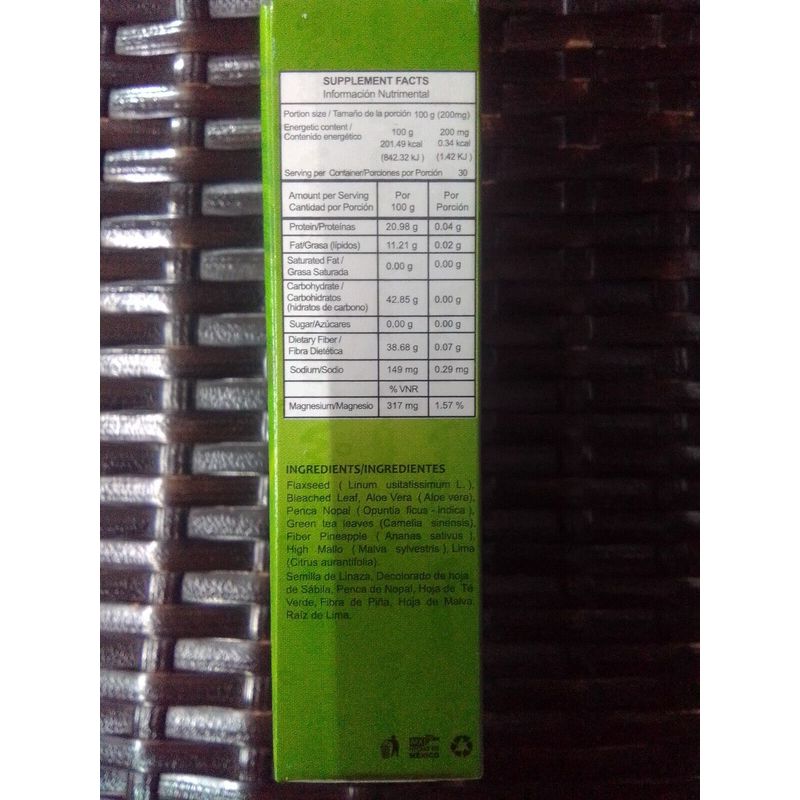 SUPPLEMENT FACTS
Información Nutrimental
Portion size / Tamaño de la porción 100 g (200mg)
Energetic content / 100 g 200 mg
Contenido energético 201.49 kcal 0.34 kcal
(842.32 kJ ) (1.42 KJ )
Serving per Container/Porciones por Porción 30
Amount per Serving Por Por
Cantidad por Porción 100 g Porción
Protein/Proteínas 20.98 g 0.04 g
Fat/Grasa (lípidos) 11.21 g 0.02 g
Saturated Fat /
Grasa Saturada 0.00 g 0.00 g
Carbohydrate /
Carbohidratos 42.85 g 0.00 g
(hidratos de carbono)
Sugar/Azúcares 0.00 g 0.00 g
Dietary Fiber /
Fibra Dietética 38.68 g 0.07 g
Sodium/Sodio 149 mg 0.29 mg
% VNR
Magnesium/Magnesio 317 mg 1.57 %
INGREDIENTS/INGREDIENTES
Flaxseed ( Linum usitatissimum L. ),
Bleached Leaf, Aloe Vera ( Aloe vera),
Penca Nopal ( Opuntia ficus - indica ),
Green tea leaves (Camelia sinensis),
Fiber Pineapple ( Ananas sativus ),
High Mallo ( Malva sylvestris ), Lima
(Citrus aurantifolia).
Semilla de Linaza, Decolorado de hoja
de Sábila, Penca de Nopal, Hoja de Té
Verde, Fibra de Piña, Hoja de Malva,
Raíz de Lima.
HECHO EN
MÉXICO